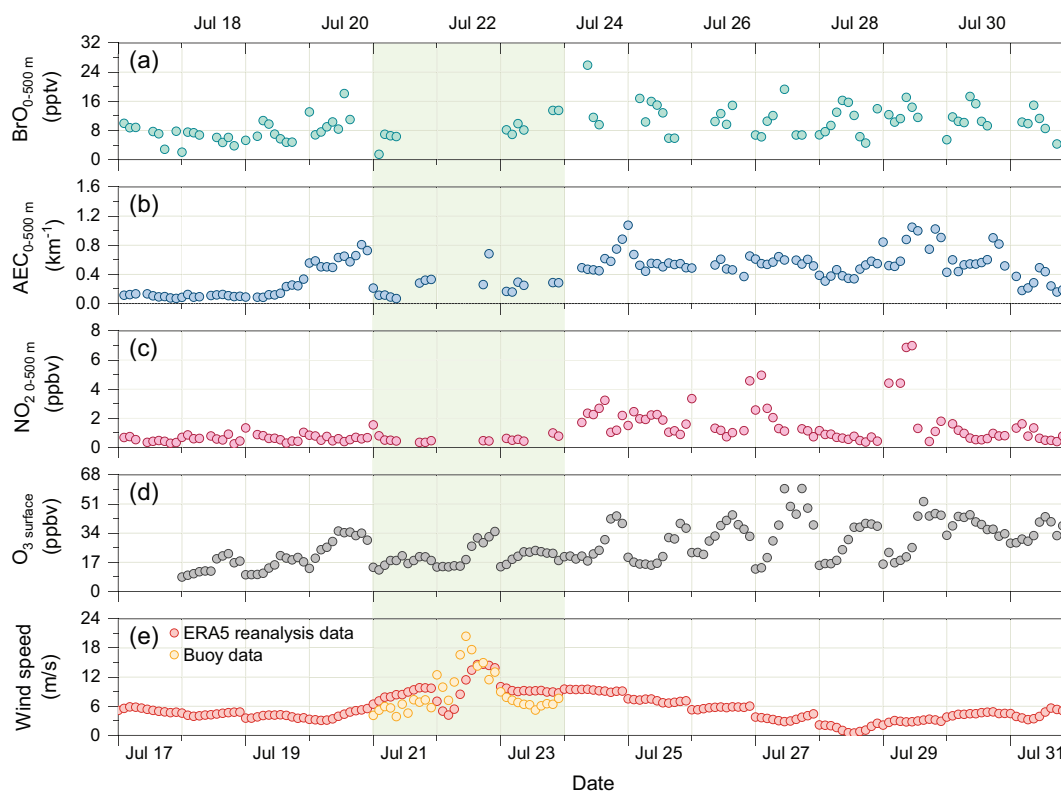 Jul 18 Jul 20 Jul 22 Jul 24 Jul 26 Jul 28 Jul 30
(a)
BrO0-500 m
(pptv)
32
24
16
8
0
(b)
AEC0-500 m
(km-1)
1.6
1.2
0.8
0.4
0.0
(c)
NO2 0-500 m
(ppbv)
8
6
4
2
0
(d)
O3 surface
(ppbv)
68
51
34
17
0
(e)
Wind speed
(m/s)
24
18
12
6
0
ERA5 reanalysis data
Buoy data
Jul 17 Jul 19 Jul 21 Jul 23 Jul 25 Jul 27 Jul 29 Jul 31
Date